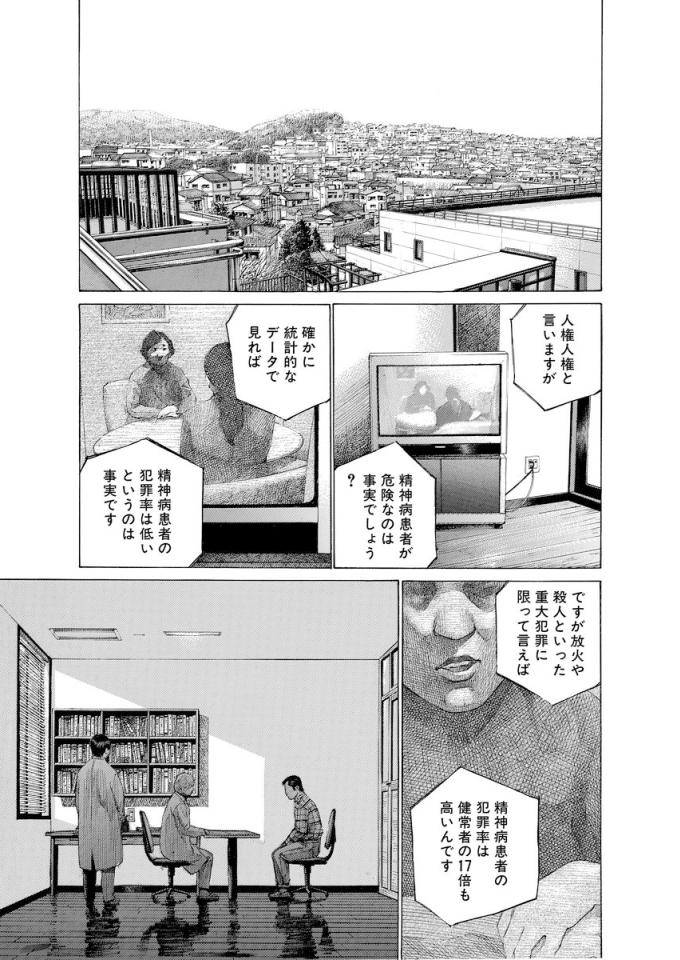 人権人権と
言いますが
精神病患者が
危険なのは
事実でしょう
？
確かに
統計的な
データで
見れば
精神病患者の
犯罪率は低い
というのは
事実です
ですが放火や
殺人といった
重大犯罪に
限って言えば
精神病患者の
犯罪率は
健常者の17倍も
高いんです